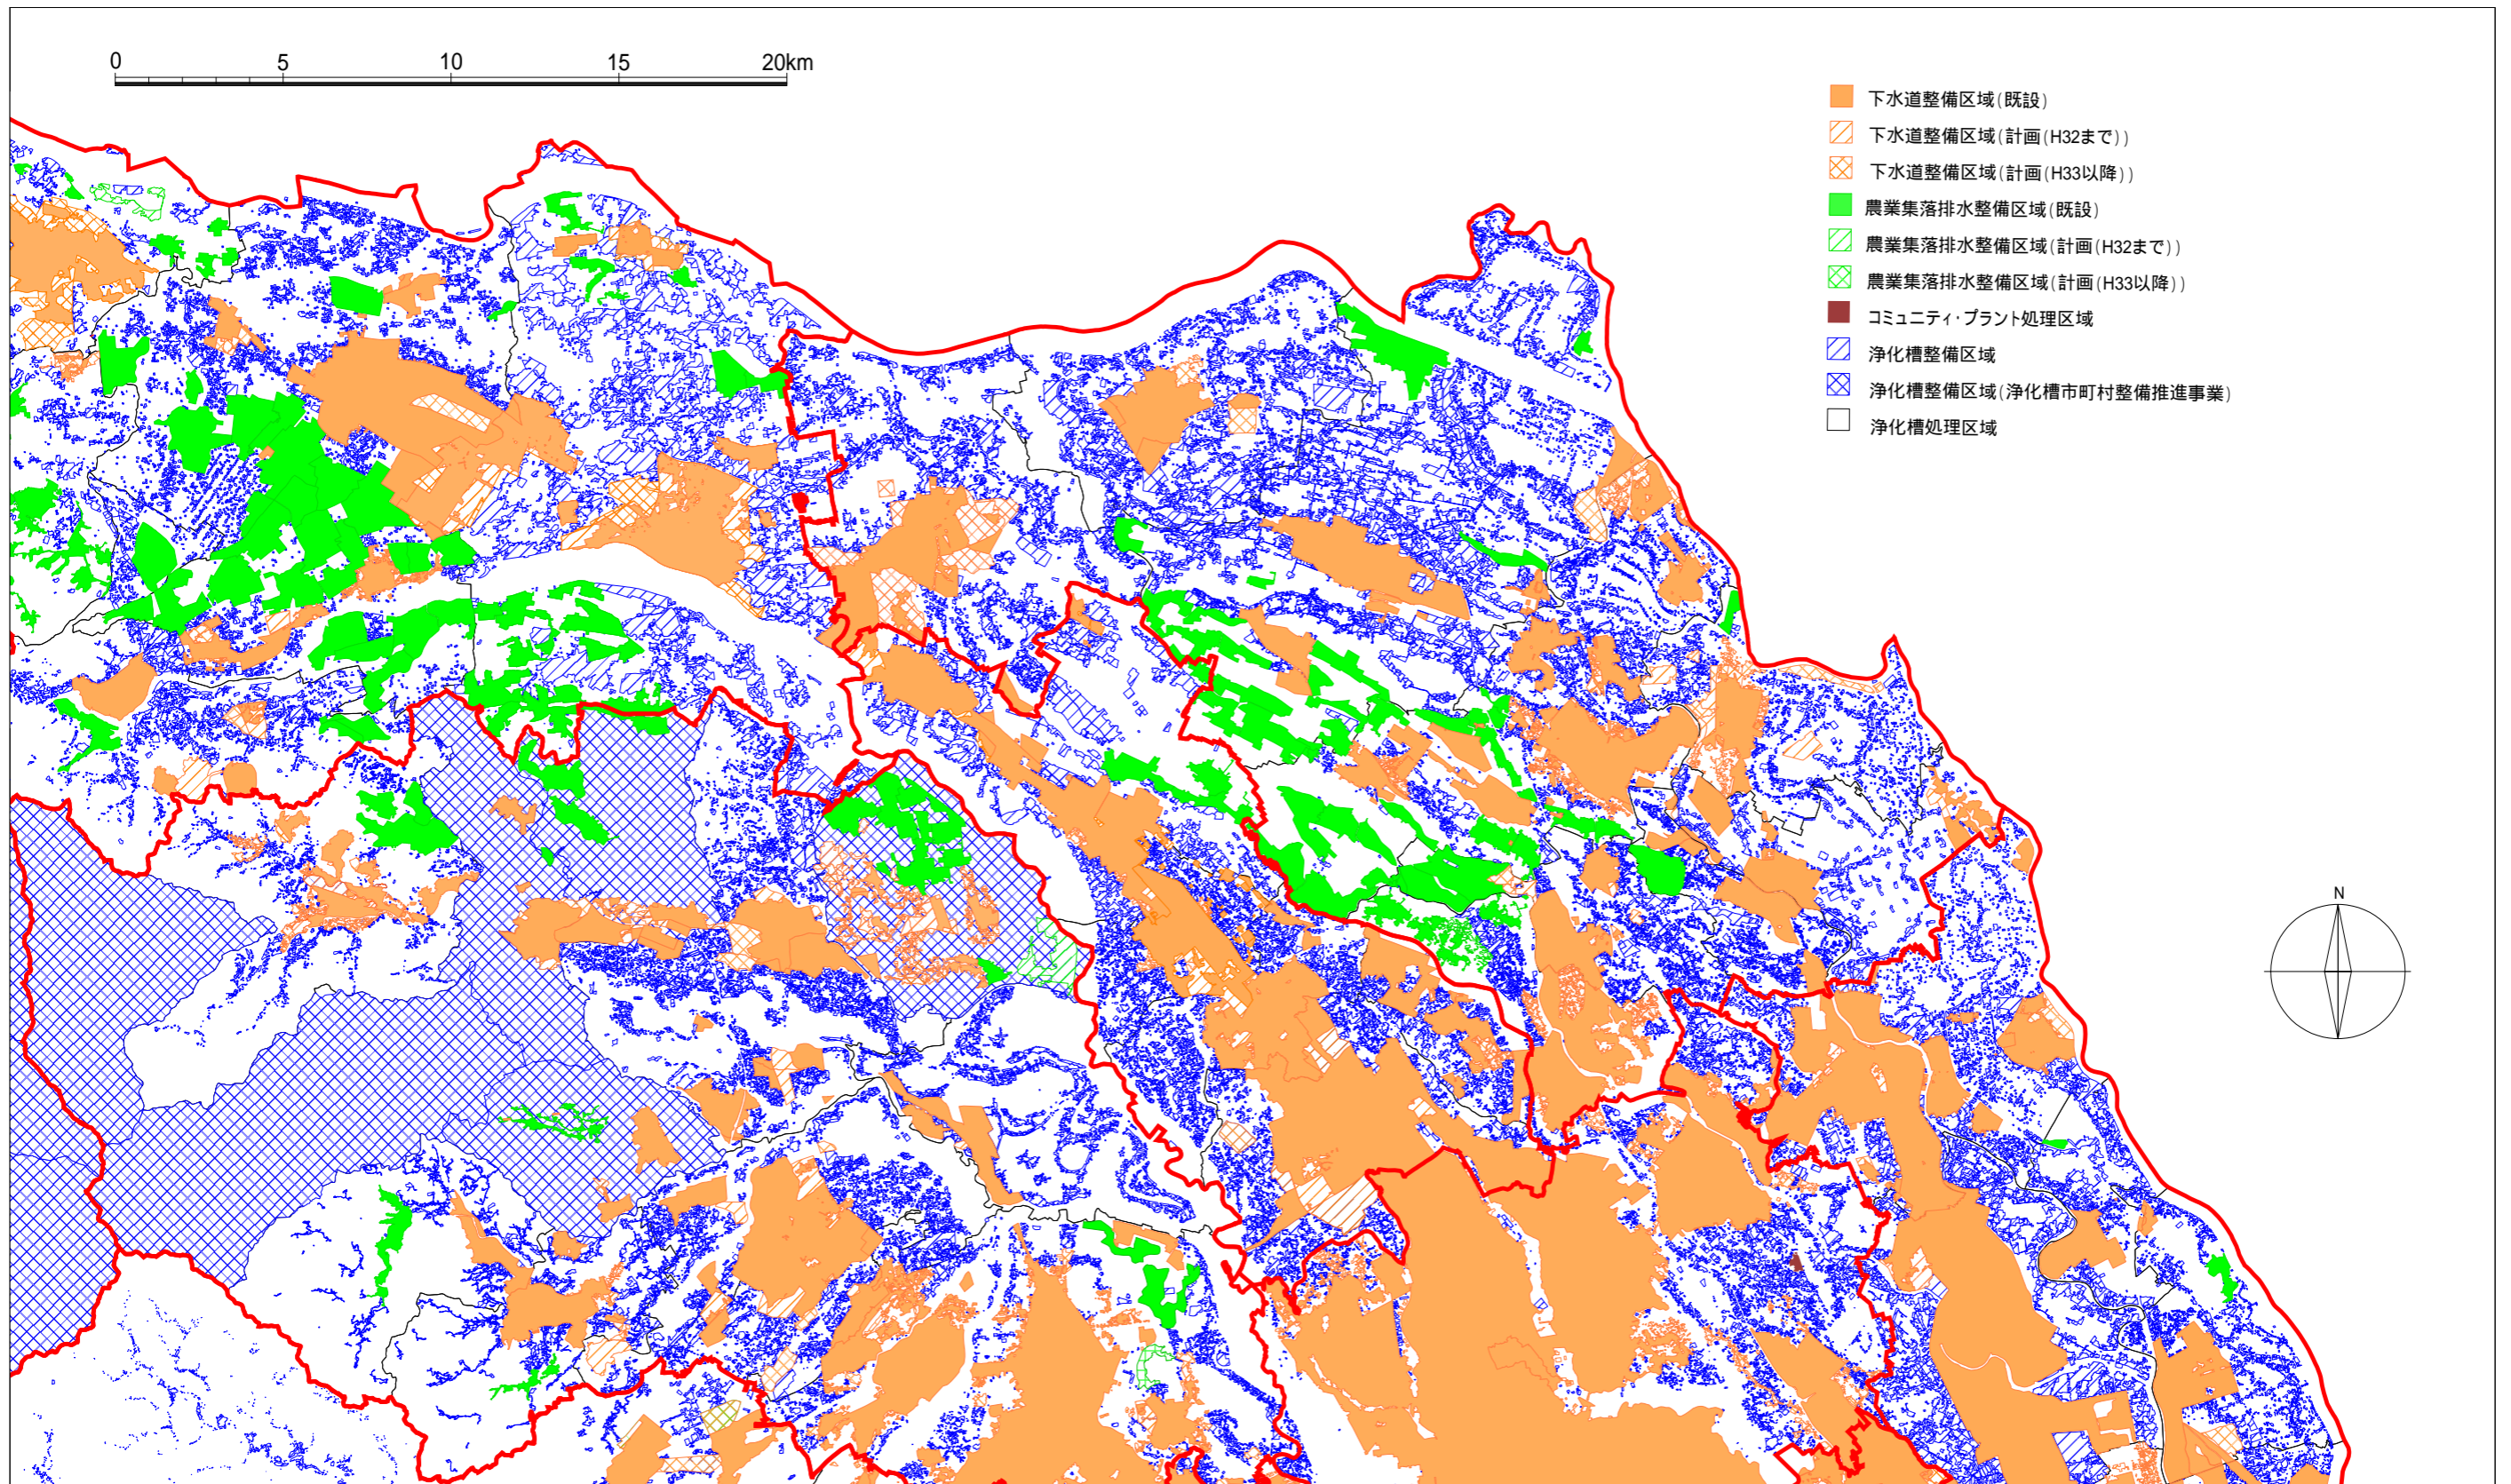 0 5 10 15 20km
下水道整備区域(既設)
下水道整備区域(計画(H32まで))
下水道整備区域(計画(H33以降))
農業集落排水整備区域(既設)
農業集落排水整備区域(計画(H32まで))
農業集落排水整備区域(計画(H33以降))
コミュニティ・プラント処理区域
浄化槽整備区域
浄化槽整備区域(浄化槽市町村整備推進事業)
浄化槽処理区域
N